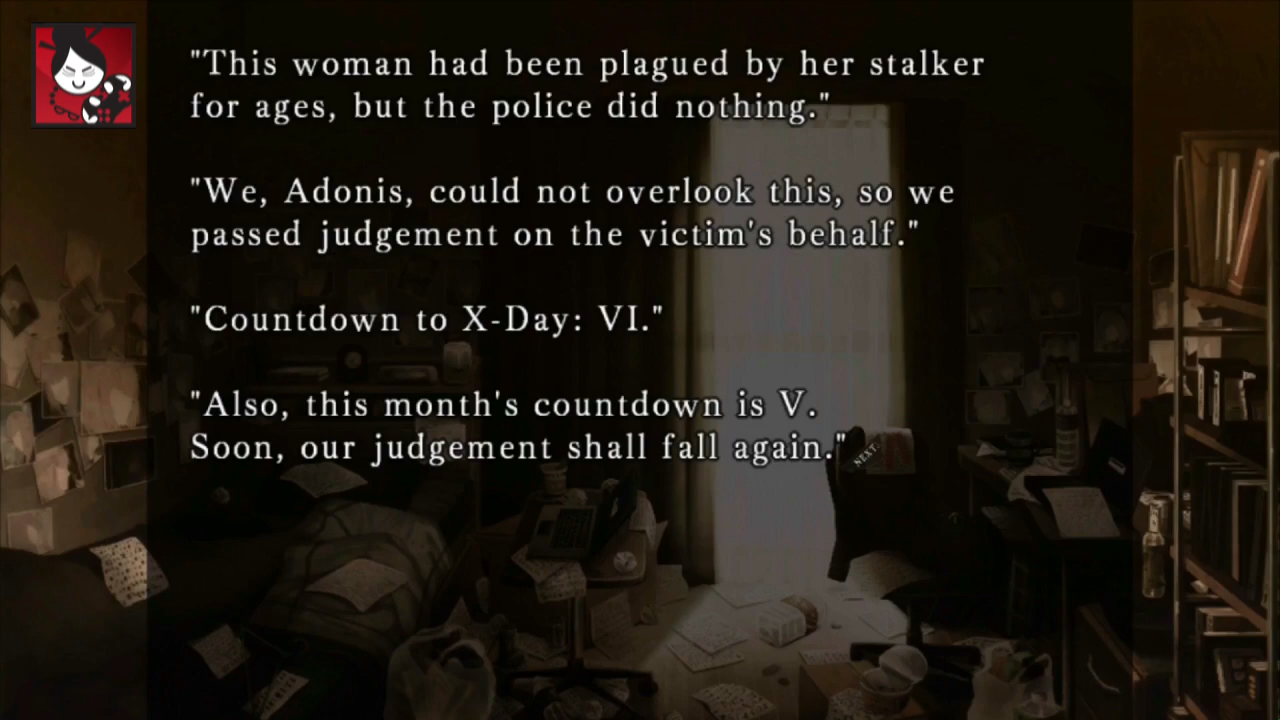 "This woman had been plagued by her stalker
for ages, but the police did nothing."
"We, Adonis, could not overlook this, so we
passed judgement on the victim's behalf."
"Countdown to X-Day: VI."
"Also, this month's countdown is V.
Soon, our judgement shall fall again."
NEXT